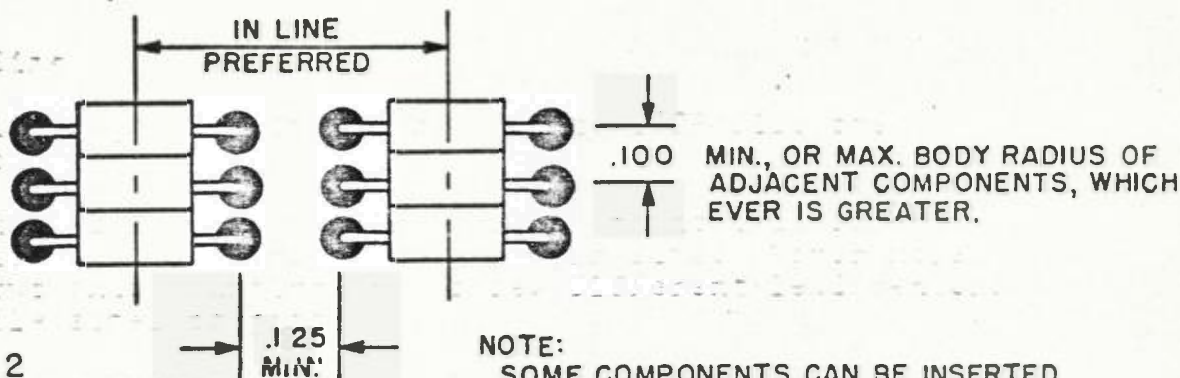 IN LINE
PREFERRED
.100 MIN., OR MAX. BODY RADIUS OF
ADJACENT COMPONENTS, WHICH
EVER IS GREATER.
.125
MIN.
2
NOTE:
SOME COMPONENTS CAN BE INSERTED